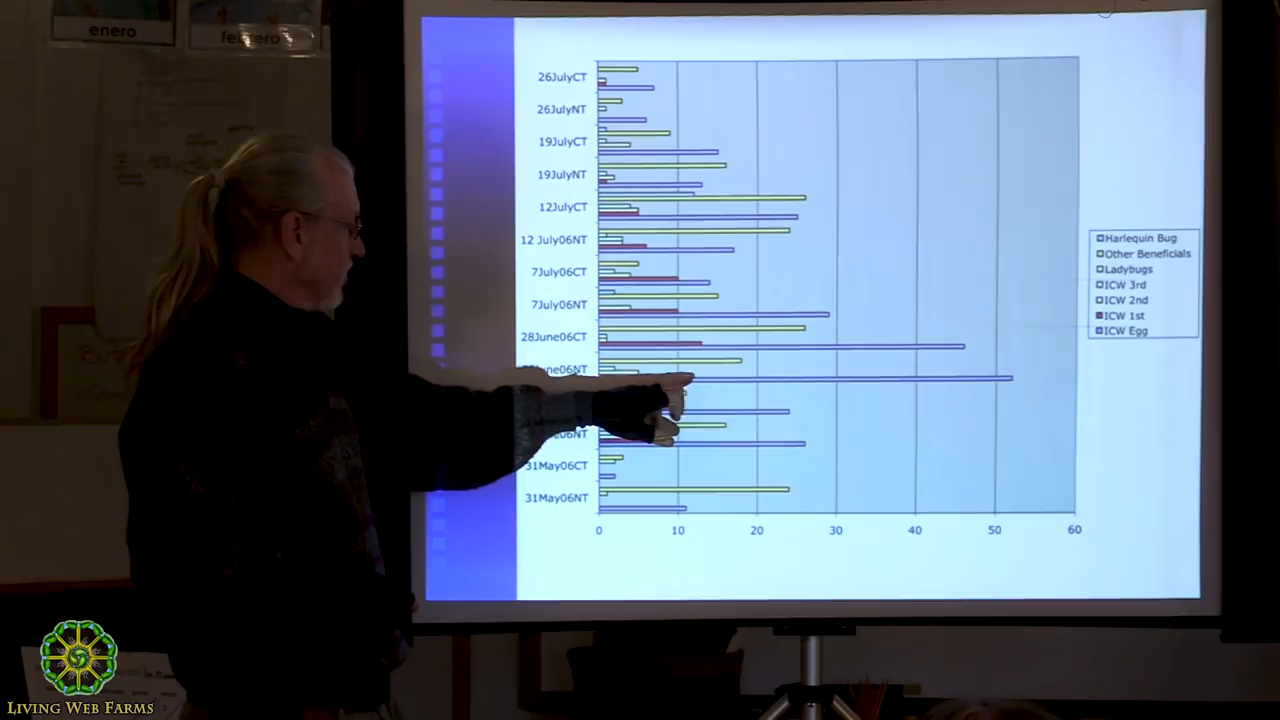 enero
febrero
26JulyCT
26JulyNT
19JulyCT
19JulyNT
12JulyCT
12 July06NT
7July06CT
7July06NT
28June06CT
June06NT
31May06CT
31May06NT
0 10 20 30 40 50 60
Harlequin Bug
Other Beneficials
Ladybugs
ICW 3rd
ICW 2nd
ICW 1st
ICW Egg
LIVING WEB FARMS